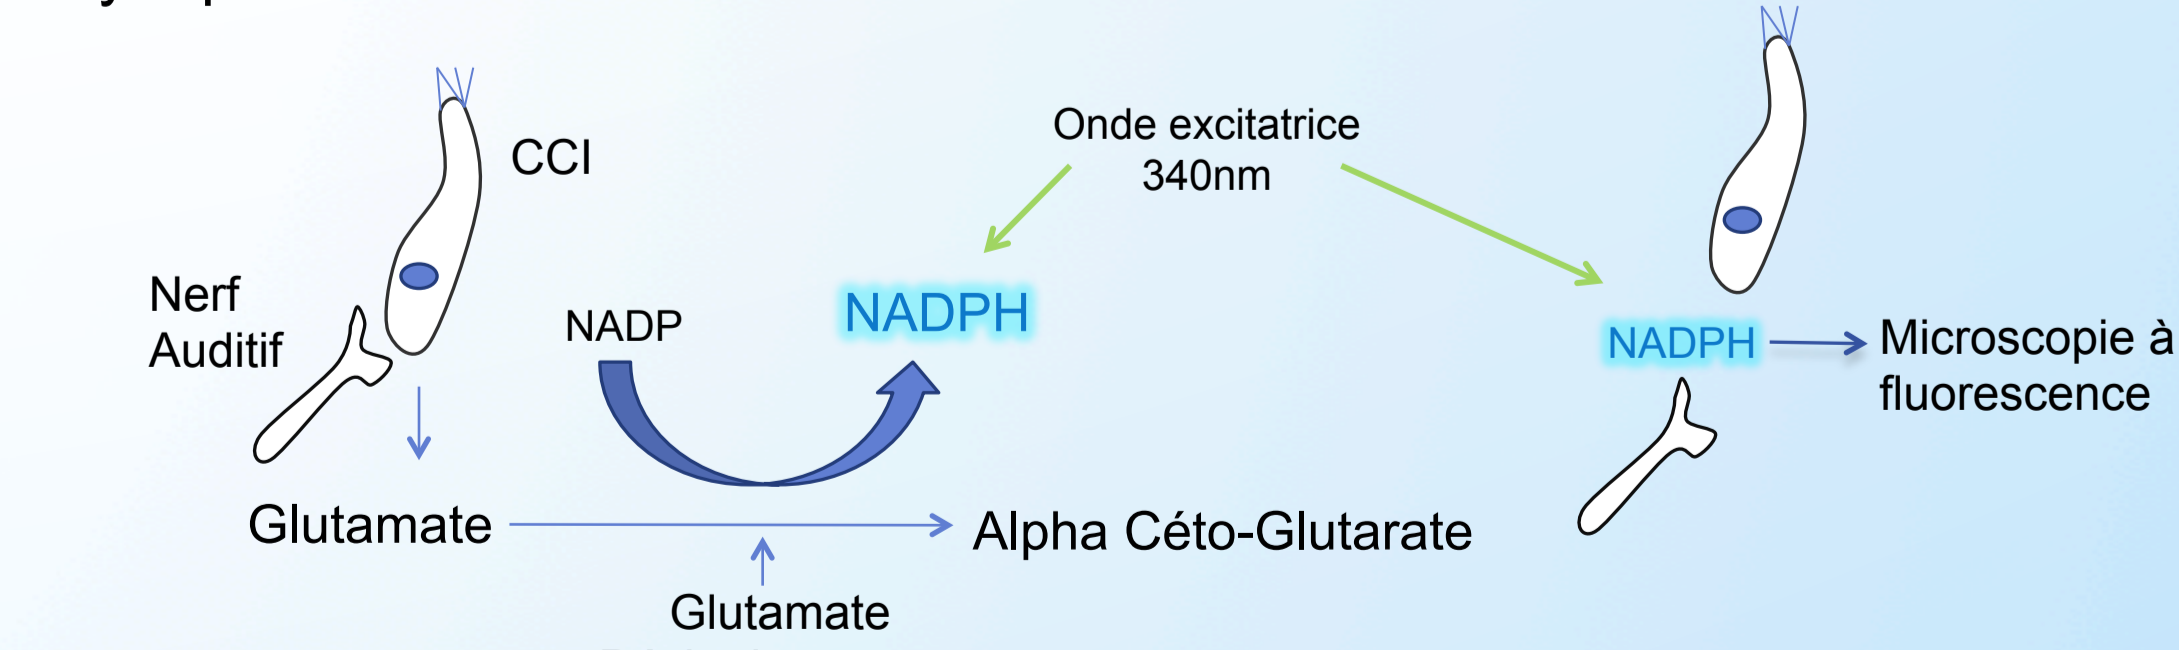 CCI
Onde excitatrice
340nm
Nerf
Auditif
NADP
NADPH
NADPH
Microscopie à
fluorescence
Glutamate
Alpha Céto-Glutarate
Glutamate